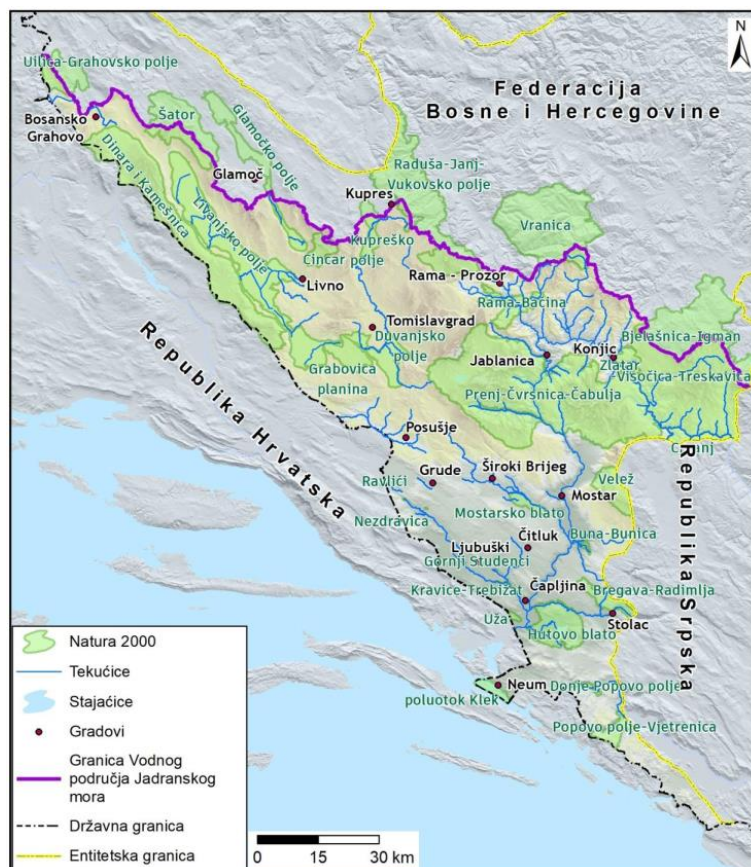 N
Uilica-Grahovsko polje
Federacija
Bosne i Hercegovine
Bosansko
Grahovo
Šator
Glamočko polje
Glamoč
Dinara i Kamešnica
Livanjsko polje
Raduša-Janj-
Vukovsko polje
Kupres
Vranica
Kupreško
Cincar polje
Livno
Rama - Prozor
Rama-Bačina
Tomislavgrad
Duvanjsko
polje
Bjelašnica-Igman
Jablanica
Konjic
Zlatar
Visočica-Treskavica
Grabovica
planina
Prenj-Čvrsnica-Čabulja
Republika Hrvatska
Posušje
Republika Srpska
Ravlići
Grude
Široki Brijeg
Velež
Mostarsko blato
Mostar
Nezdravica
Buna-Bunica
Čitluk
Ljubuški
Gornji Studenci
Čapljina
Kravice-Trebižat
Bregava-Radimlja
Stolac
Hutovo blato
Neum
Donje-Popovo polje
poluotok Klek
Popovo polje-Vjetrenica
Natura 2000
Tekućice
Stajaćice
Gradovi
Granica Vodnog
područja Jadranskog
mora
Državna granica
Entitetska granica
0 15 30 km